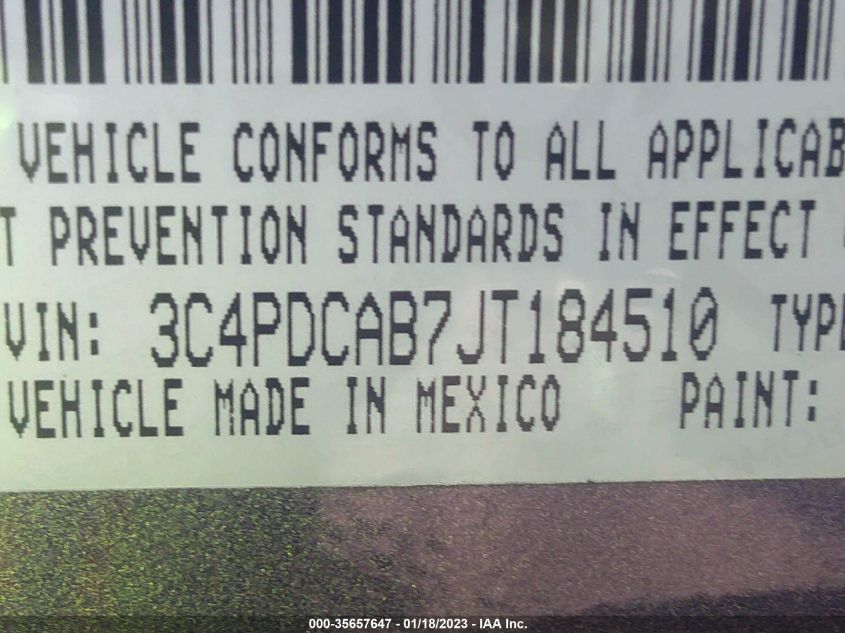 VEHICLE CONFORMS TO ALL APPLICAB
T PREVENTION STANDARDS IN EFFECT
VIN: 3C4PDCAB7JT184510 TYPE
VEHICLE MADE IN MEXICO PAINT:
000-35657647 - 01/18/2023 - IAA Inc.